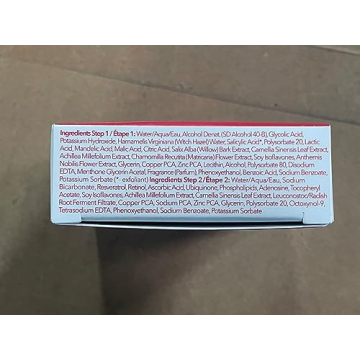 Ingredients Step 1 / Étape 1: Water/Aqua/Eau, Alcohol Denat. (SD Alcohol 40-B), Glycolic Acid,
Potassium Hydroxide, Hamamelis Virginiana (Witch Hazel) Water, Salicylic Acid*, Polysorbate 20, Lactic
Acid, Mandelic Acid, Malic Acid, Citric Acid, Salix Alba (Willow) Bark Extract, Camellia Sinensis Leaf Extract,
Achillea Millefolium Extract, Chamomilla Recutita (Matricaria) Flower Extract, Soy Isoflavones, Anthemis
Nobilis Flower Extract, Glycerin, Copper PCA, Zinc PCA, Lecithin, Alcohol, Polysorbate 80, Disodium
EDTA, Menthone Glycerin Acetal, Fragrance (Parfum), Phenoxyethanol, Benzoic Acid, Sodium Benzoate,
Potassium Sorbate (*- exfoliant) Ingredients Step 2 / Étape 2: Water/Aqua/Eau, Sodium
Bicarbonate, Resveratrol, Retinol, Ascorbic Acid, Ubiquinone, Phospholipids, Adenosine, Tocopheryl
Acetate, Soy Isoflavones, Achillea Millefolium Extract, Camellia Sinensis Leaf Extract, Leuconostoc/Radish
Root Ferment Filtrate, Copper PCA, Sodium PCA, Zinc PCA, Glycerin, Polysorbate 20, Octoxynol-9,
Tetrasodium EDTA, Phenoxyethanol, Sodium Benzoate, Potassium Sorbate